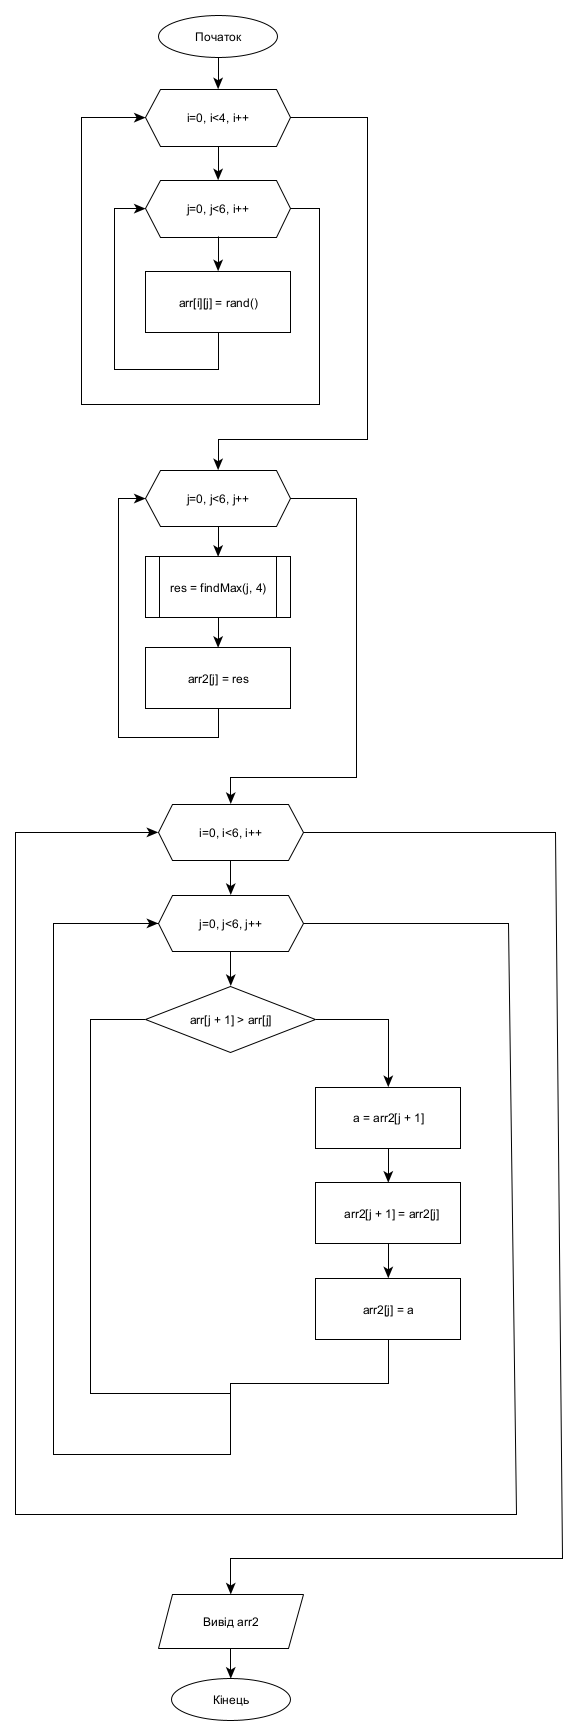 Початок
i=0, i<4, i++
j=0, j<6, i++
arr[i][j] = rand()
j=0, j<6, j++
res = findMax(j, 4)
arr2[j] = res
i=0, i<6, i++
j=0, j<6, j++
arr[j + 1] > arr[j]
a = arr2[j + 1]
arr2[j + 1] = arr2[j]
arr2[j] = a
Вивід arr2
Кінець